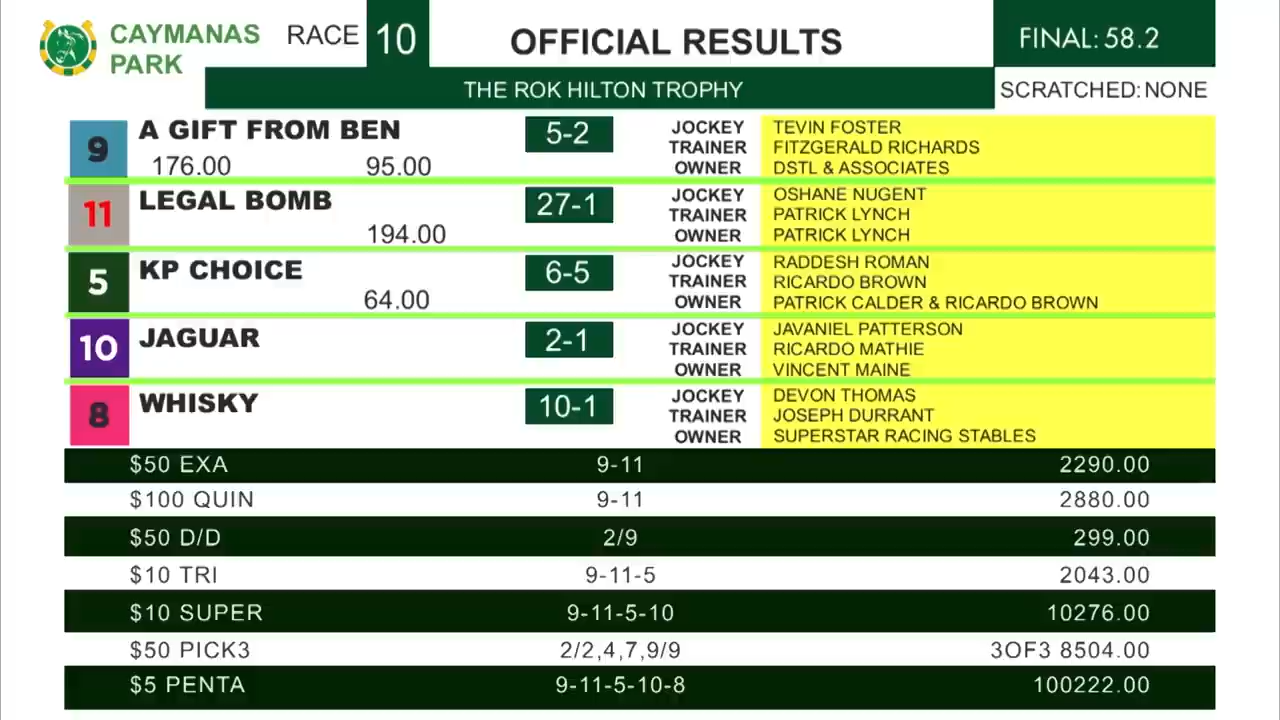 CAYMANAS PARK
RACE 10
OFFICIAL RESULTS
FINAL: 58.2
THE ROK HILTON TROPHY
SCRATCHED: NONE
9 A GIFT FROM BEN 5-2 JOCKEY TEVIN FOSTER
TRAINER FITZGERALD RICHARDS
176.00 95.00 OWNER DSTL & ASSOCIATES
11 LEGAL BOMB 27-1 JOCKEY OSHANE NUGENT
TRAINER PATRICK LYNCH
194.00 OWNER PATRICK LYNCH
5 KP CHOICE 6-5 JOCKEY RADDESH ROMAN
TRAINER RICARDO BROWN
64.00 OWNER PATRICK CALDER & RICARDO BROWN
10 JAGUAR 2-1 JOCKEY JAVANIEL PATTERSON
TRAINER RICARDO MATHIE
OWNER VINCENT MAINE
8 WHISKY 10-1 JOCKEY DEVON THOMAS
TRAINER JOSEPH DURRANT
OWNER SUPERSTAR RACING STABLES
$50 EXA 9-11 2290.00
$100 QUIN 9-11 2880.00
$50 D/D 2/9 299.00
$10 TRI 9-11-5 2043.00
$10 SUPER 9-11-5-10 10276.00
$50 PICK3 2/2,4,7,9/9 3OF3 8504.00
$5 PENTA 9-11-5-10-8 100222.00